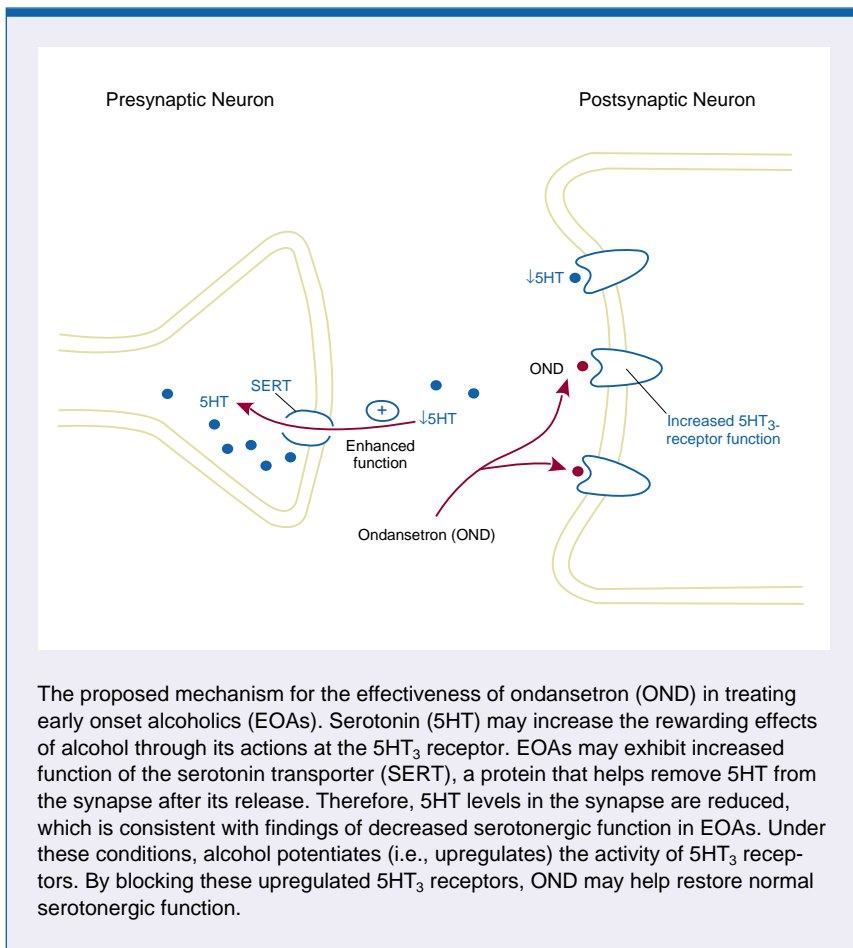 Presynaptic Neuron
Postsynaptic Neuron
↓5HT
OND
SERT
5HT
+
↓5HT
Enhanced
function
Increased 5HT₃-
receptor function
Ondansetron (OND)
The proposed mechanism for the effectiveness of ondansetron (OND) in treating
early onset alcoholics (EOAs). Serotonin (5HT) may increase the rewarding effects
of alcohol through its actions at the 5HT₃ receptor. EOAs may exhibit increased
function of the serotonin transporter (SERT), a protein that helps remove 5HT from
the synapse after its release. Therefore, 5HT levels in the synapse are reduced,
which is consistent with findings of decreased serotonergic function in EOAs. Under
these conditions, alcohol potentiates (i.e., upregulates) the activity of 5HT₃ recep-
tors. By blocking these upregulated 5HT₃ receptors, OND may help restore normal
serotonergic function.